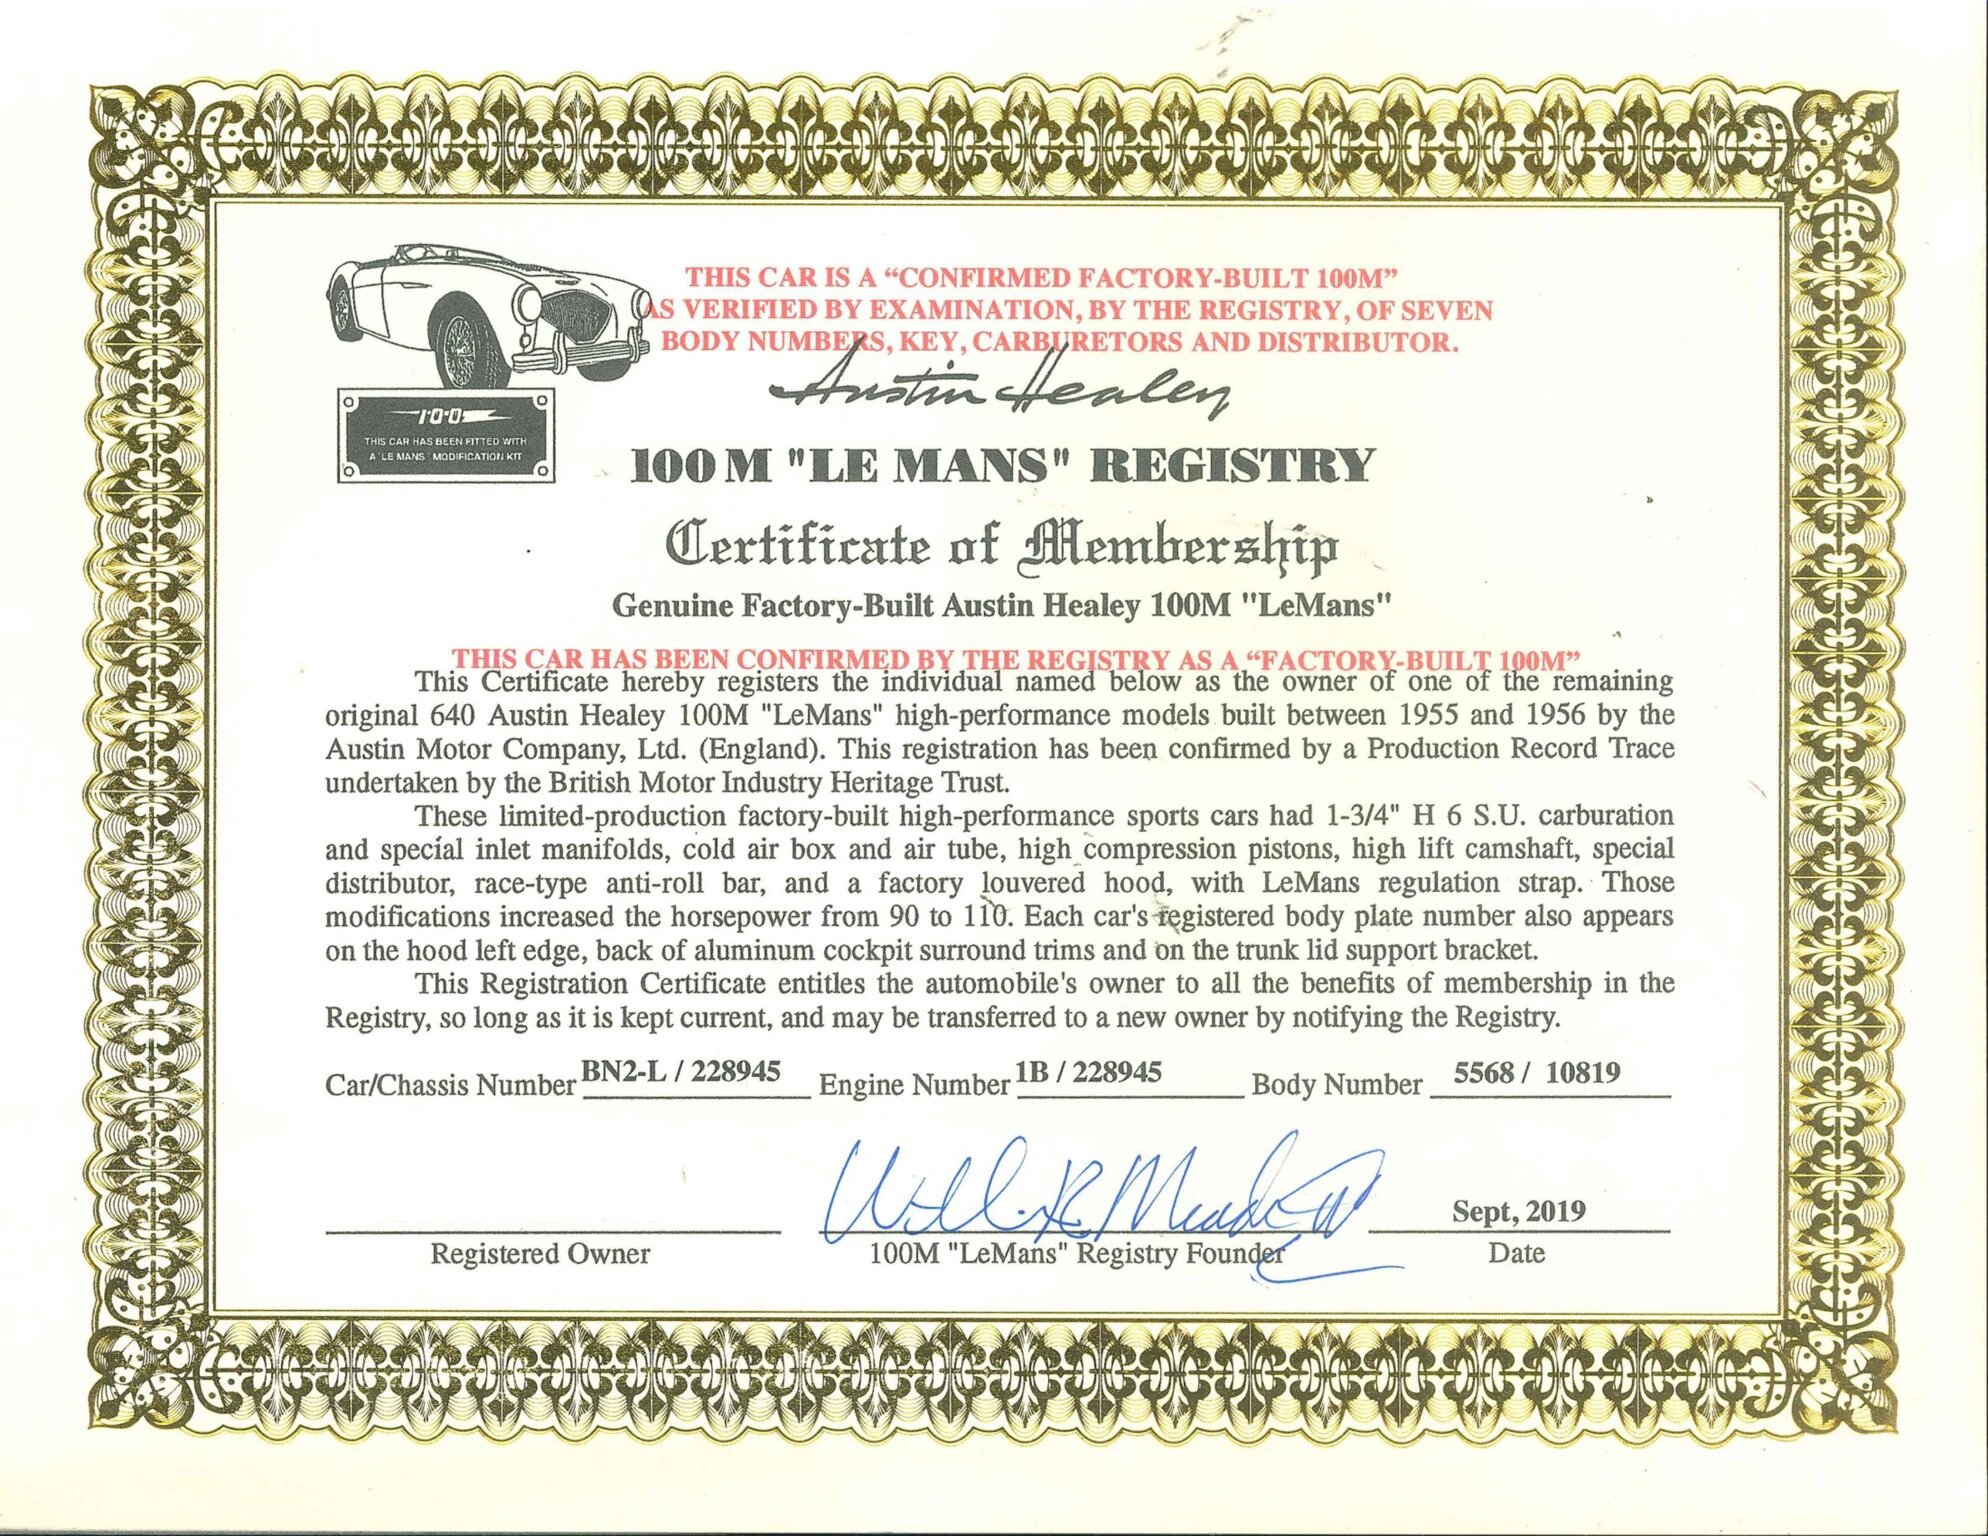 THIS CAR IS A “CONFIRMED FACTORY-BUILT 100M”
AS VERIFIED BY EXAMINATION, BY THE REGISTRY, OF SEVEN
BODY NUMBERS, KEY, CARBURETORS AND DISTRIBUTOR.
Austin Healey
100
THIS CAR HAS BEEN FITTED WITH
A 'LE MANS' MODIFICATION KIT
100 M "LE MANS" REGISTRY
Certificate of Membership
Genuine Factory-Built Austin Healey 100M "LeMans"
THIS CAR HAS BEEN CONFIRMED BY THE REGISTRY AS A “FACTORY-BUILT 100M”
This Certificate hereby registers the individual named below as the owner of one of the remaining
original 640 Austin Healey 100M "LeMans" high-performance models built between 1955 and 1956 by the
Austin Motor Company, Ltd. (England). This registration has been confirmed by a Production Record Trace
undertaken by the British Motor Industry Heritage Trust.
These limited-production factory-built high-performance sports cars had 1-3/4" H 6 S.U. carburation
and special inlet manifolds, cold air box and air tube, high compression pistons, high lift camshaft, special
distributor, race-type anti-roll bar, and a factory louvered hood, with LeMans regulation strap. Those
modifications increased the horsepower from 90 to 110. Each car's registered body plate number also appears
on the hood left edge, back of aluminum cockpit surround trims and on the trunk lid support bracket.
This Registration Certificate entitles the automobile's owner to all the benefits of membership in the
Registry, so long as it is kept current, and may be transferred to a new owner by notifying the Registry.
Car/Chassis Number BN2-L / 228945 Engine Number 1B / 228945 Body Number 5568 / 10819
Sept, 2019
Registered Owner 100M "LeMans" Registry Founder Date